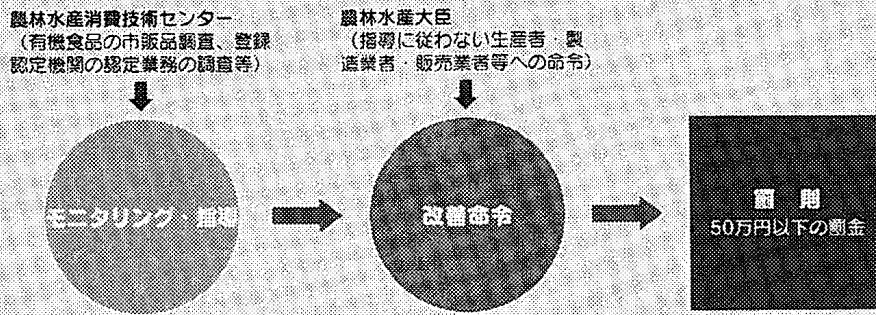 農林水産消費技術センター
（有機食品の市販品調査、登録
認定機関の認定業務の調査等）
農林水産大臣
（指導に従わない生産者・製
造業者・販売業者等への命令）
モニタリング・指導
改善命令
罰　則
50万円以下の罰金